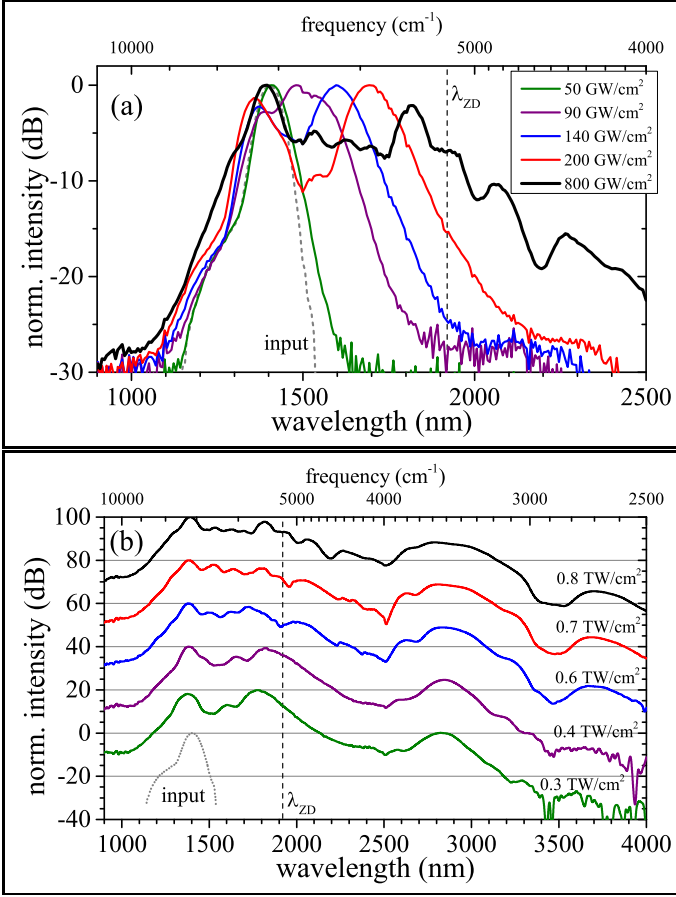 frequency (cm⁻¹)
10000 5000 4000
0
-10
-20
-30
norm. intensity (dB)
(a)
λ_ZD
50 GW/cm²
90 GW/cm²
140 GW/cm²
200 GW/cm²
800 GW/cm²
input
1000 1500 2000 2500
wavelength (nm)
frequency (cm⁻¹)
10000 5000 4000 3000 2500
100
80
60
40
20
0
-20
-40
norm. intensity (dB)
(b)
0.8 TW/cm²
0.7 TW/cm²
0.6 TW/cm²
0.4 TW/cm²
0.3 TW/cm²
input
λ_ZD
1000 1500 2000 2500 3000 3500 4000
wavelength (nm)